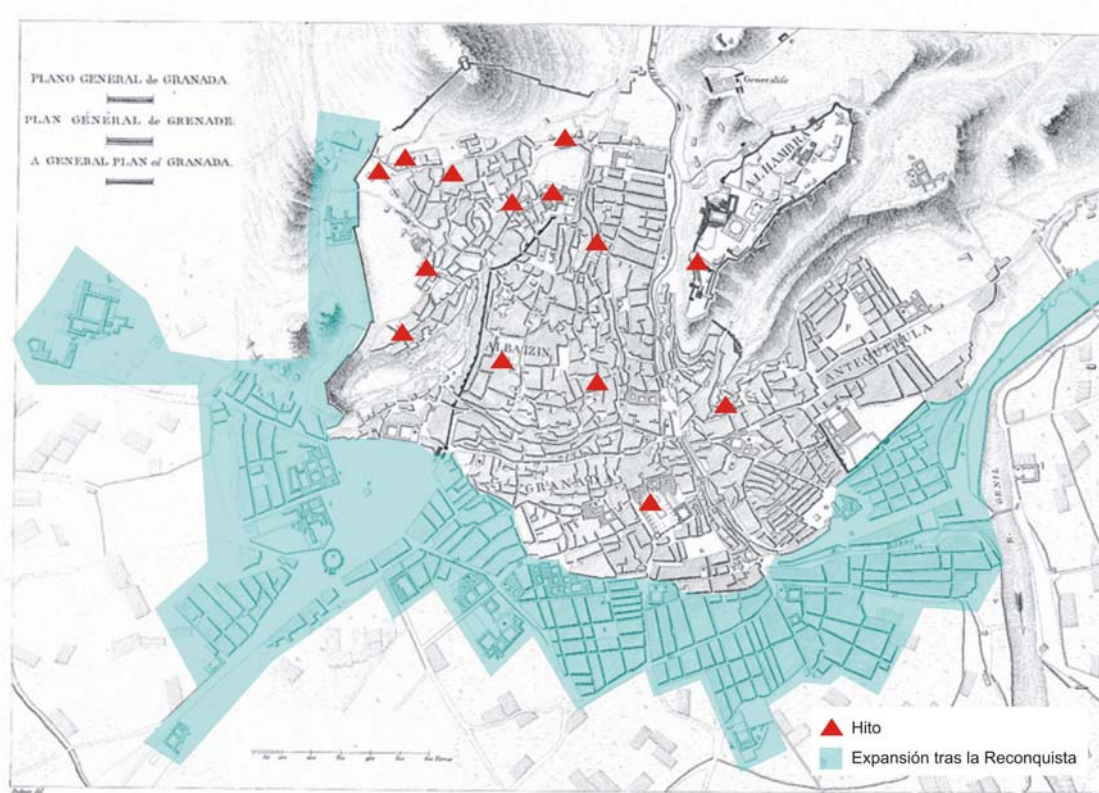 PLANO GENERAL de GRANADA.
PLAN GÉNÉRAL de GRENADE.
A GENERAL PLAN of GRANADA.
Generalife
ALHAMBRA
ALBAIZIN
ANTEQUERULA
GRANADA
GENIL
Hito
Expansión tras la Reconquista